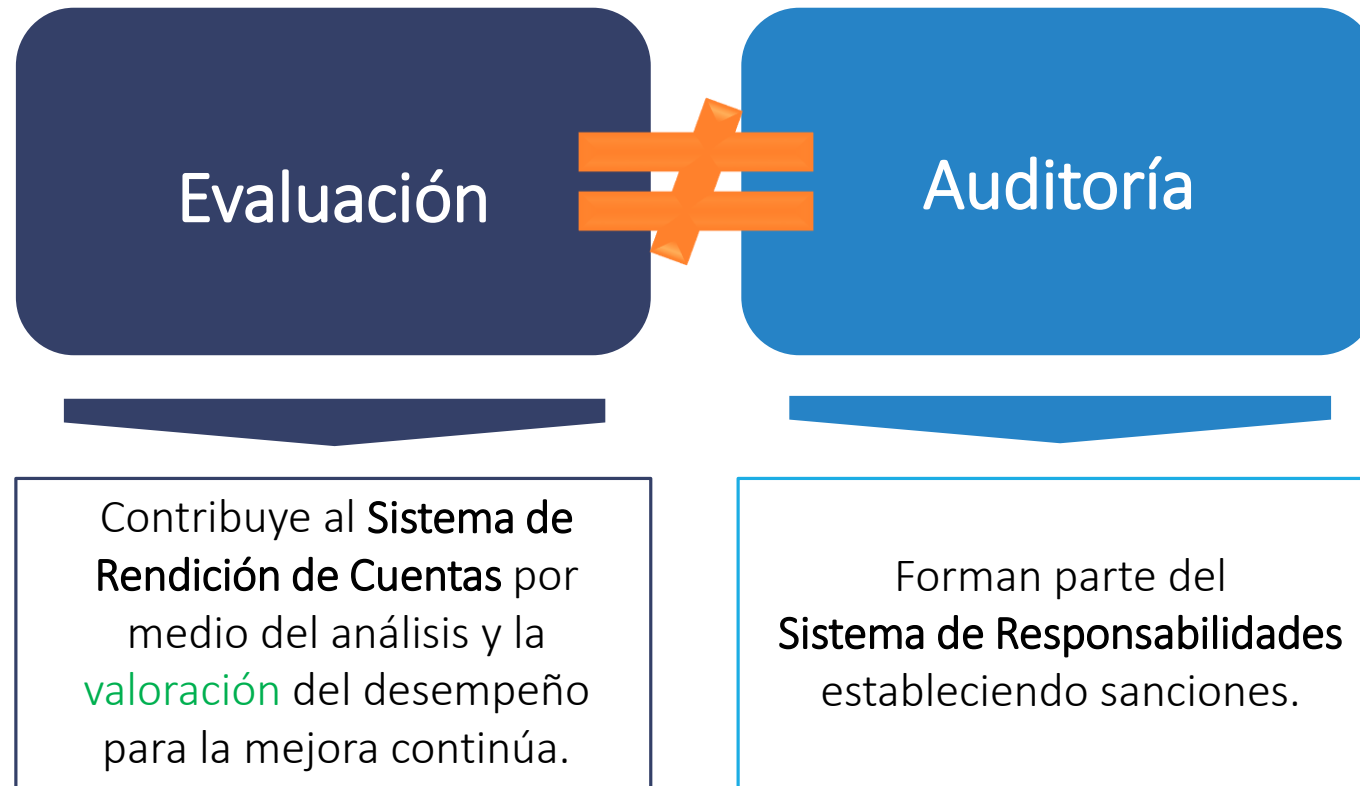 Evaluación
Auditoría
Contribuye al Sistema de
Rendición de Cuentas por
medio del análisis y la
valoración del desempeño
para la mejora continúa.
Forman parte del
Sistema de Responsabilidades
estableciendo sanciones.